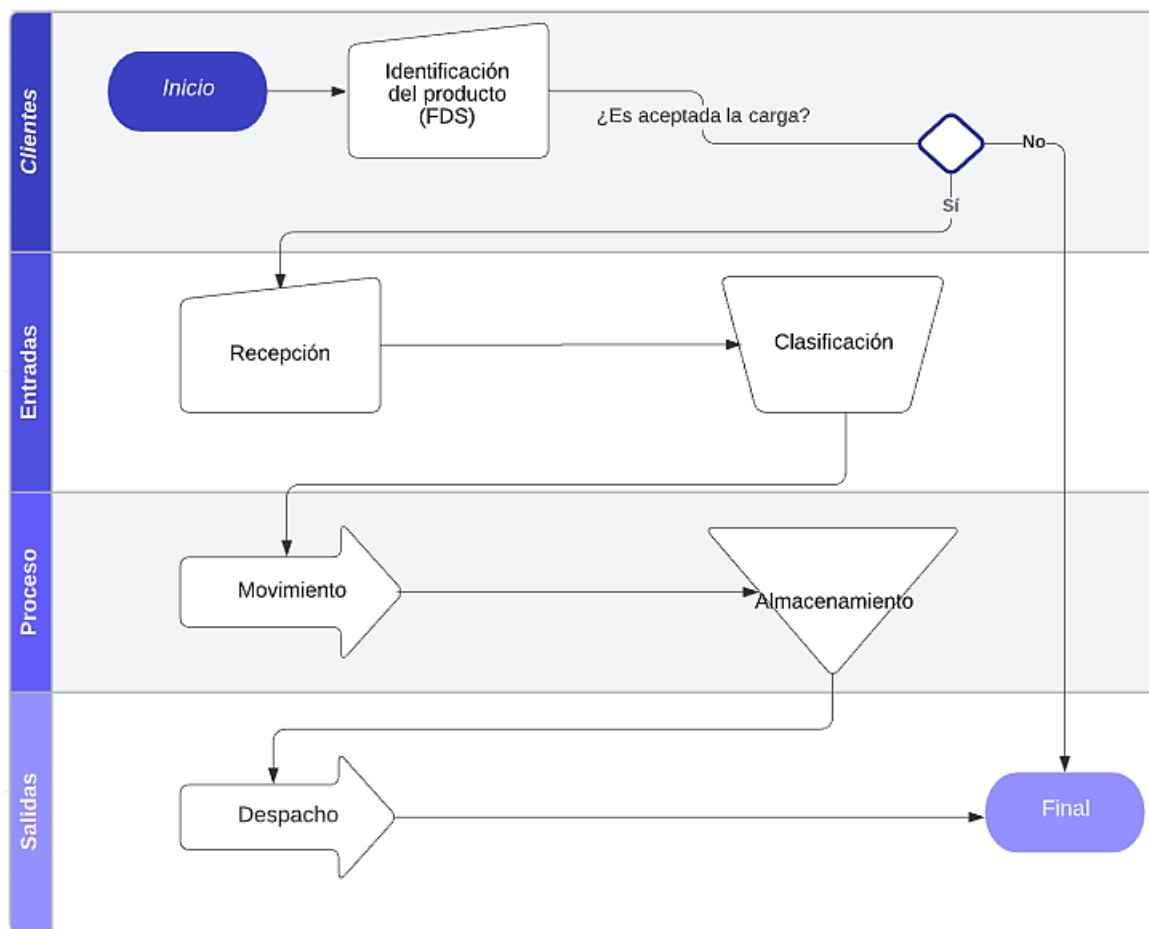 Clientes
Inicio
Identificación
del producto
(FDS)
¿Es aceptada la carga?
No
Sí
Entradas
Recepción
Clasificación
Proceso
Movimiento
Almacenamiento
Salidas
Despacho
Final